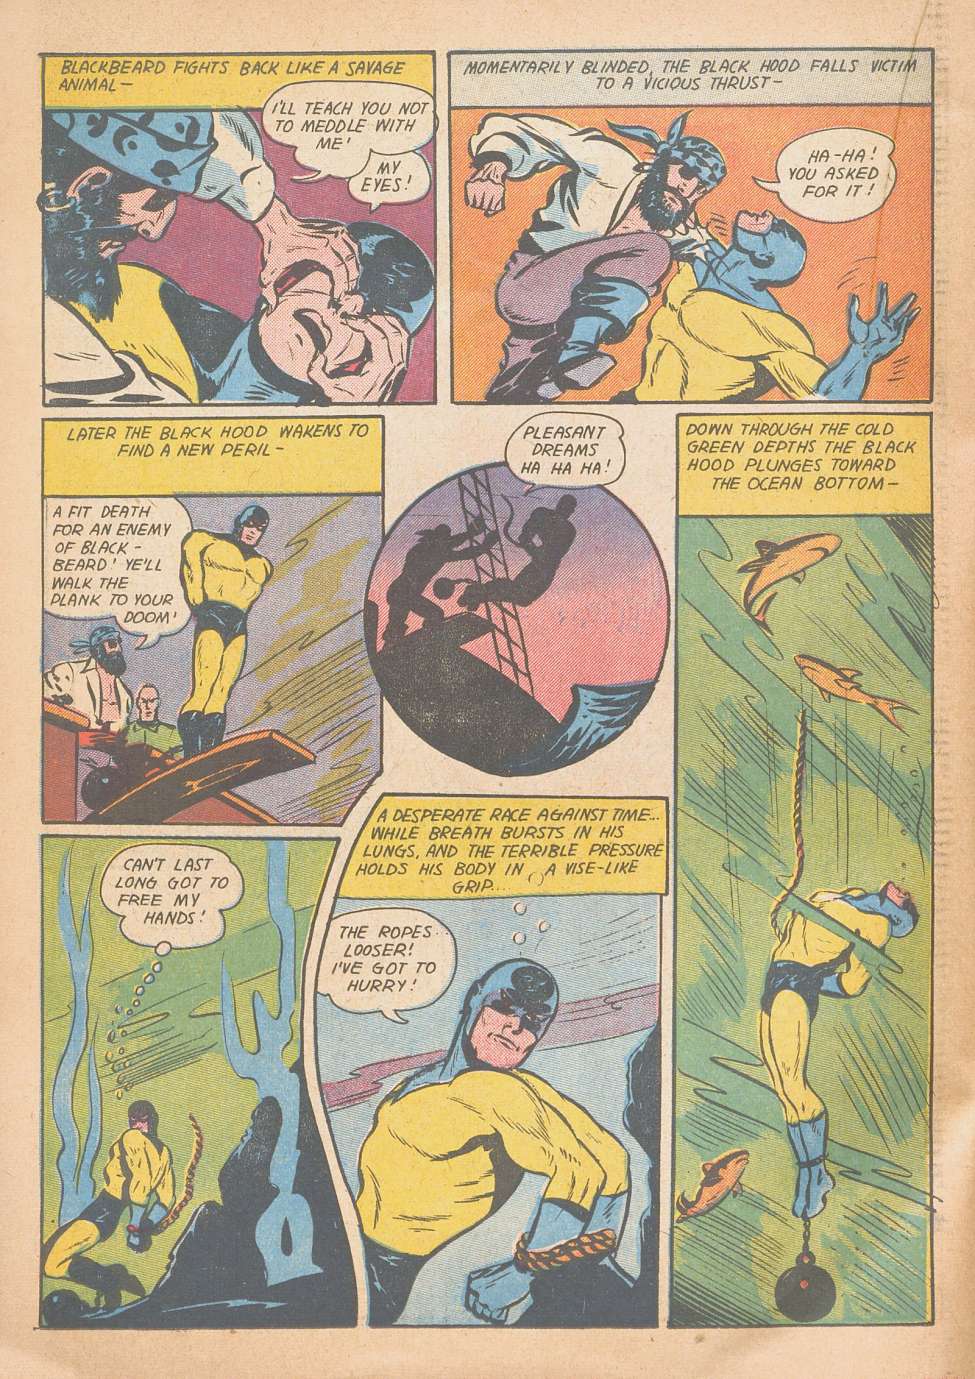 BLACKBEARD FIGHTS BACK LIKE A SAVAGE
ANIMAL—
I'LL TEACH YOU NOT
TO MEDDLE WITH
ME!
MY
EYES!
MOMENTARILY BLINDED, THE BLACK HOOD FALLS VICTIM
TO A VICIOUS THRUST—
HA-HA!
YOU ASKED
FOR IT!
LATER THE BLACK HOOD WAKENS TO
FIND A NEW PERIL—
A FIT DEATH
FOR AN ENEMY
OF BLACK-
BEARD! YE'LL
WALK THE
PLANK TO YOUR
DOOM!
PLEASANT
DREAMS
HA HA HA!
DOWN THROUGH THE COLD
GREEN DEPTHS THE BLACK
HOOD PLUNGES TOWARD
THE OCEAN BOTTOM—
CAN'T LAST
LONG GOT TO
FREE MY
HANDS!
A DESPERATE RACE AGAINST TIME..
WHILE BREATH BURSTS IN HIS
LUNGS, AND THE TERRIBLE PRESSURE
HOLDS HIS BODY IN A VISE-LIKE
GRIP...
THE ROPES..
LOOSER!
I'VE GOT TO
HURRY!